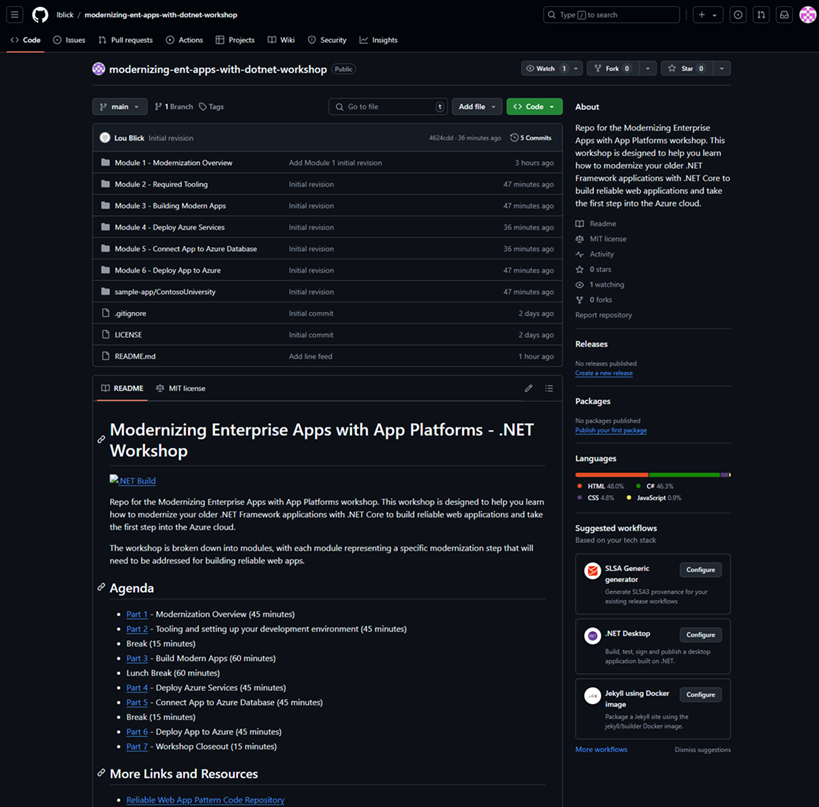 lblick / modernizing-ent-apps-with-dotnet-workshop
Type / to search
Code Issues Pull requests Actions Projects Wiki Security Insights
modernizing-ent-apps-with-dotnet-workshop Public
Watch 1 Fork 0 Star 0
main 1 Branch Tags
Go to file t
Add file
Code
Lou Blick Initial revision 4624cdd · 36 minutes ago 5 Commits
Module 1 - Modernization Overview Add Module 1 initial revision 3 hours ago
Module 2 - Required Tooling Initial revision 47 minutes ago
Module 3 - Building Modern Apps Initial revision 47 minutes ago
Module 4 - Deploy Azure Services Initial revision 36 minutes ago
Module 5 - Connect App to Azure Database Initial revision 36 minutes ago
Module 6 - Deploy App to Azure Initial revision 47 minutes ago
sample-app/ContosoUniversity Initial revision 47 minutes ago
.gitignore Initial commit 2 days ago
LICENSE Initial commit 2 days ago
README.md Add line feed 1 hour ago
README MIT license
Modernizing Enterprise Apps with App Platforms - .NET
Workshop
.NET Build
Repo for the Modernizing Enterprise Apps with App Platforms workshop. This workshop is designed to help you learn
how to modernize your older .NET Framework applications with .NET Core to build reliable web applications and take
the first step into the Azure cloud.
The workshop is broken down into modules, with each module representing a specific modernization step that will
need to be addressed for building reliable web apps.
Agenda
Part 1 - Modernization Overview (45 minutes)
Part 2 - Tooling and setting up your development environment (45 minutes)
Break (15 minutes)
Part 3 - Build Modern Apps (60 minutes)
Lunch Break (60 minutes)
Part 4 - Deploy Azure Services (45 minutes)
Part 5 - Connect App to Azure Database (45 minutes)
Break (15 minutes)
Part 6 - Deploy App to Azure (45 minutes)
Part 7 - Workshop Closeout (15 minutes)
More Links and Resources
Reliable Web App Pattern Code Repository
About
Repo for the Modernizing Enterprise
Apps with App Platforms workshop. This
workshop is designed to help you learn
how to modernize your older .NET
Framework applications with .NET Core to
build reliable web applications and take
the first step into the Azure cloud.
Readme
MIT license
Activity
0 stars
1 watching
0 forks
Report repository
Releases
No releases published
Create a new release
Packages
No packages published
Publish your first package
Languages
HTML 48.0% C# 46.3%
CSS 4.8% JavaScript 0.9%
Suggested workflows
Based on your tech stack
SLSA Generic
generator
Configure
Generate SLSA3 provenance for your
existing release workflows
.NET Desktop
Configure
Build, test, sign and publish a desktop
application built on .NET.
Jekyll using Docker
image
Configure
Package a Jekyll site using the
jekyll/builder Docker image.
More workflows Dismiss suggestions